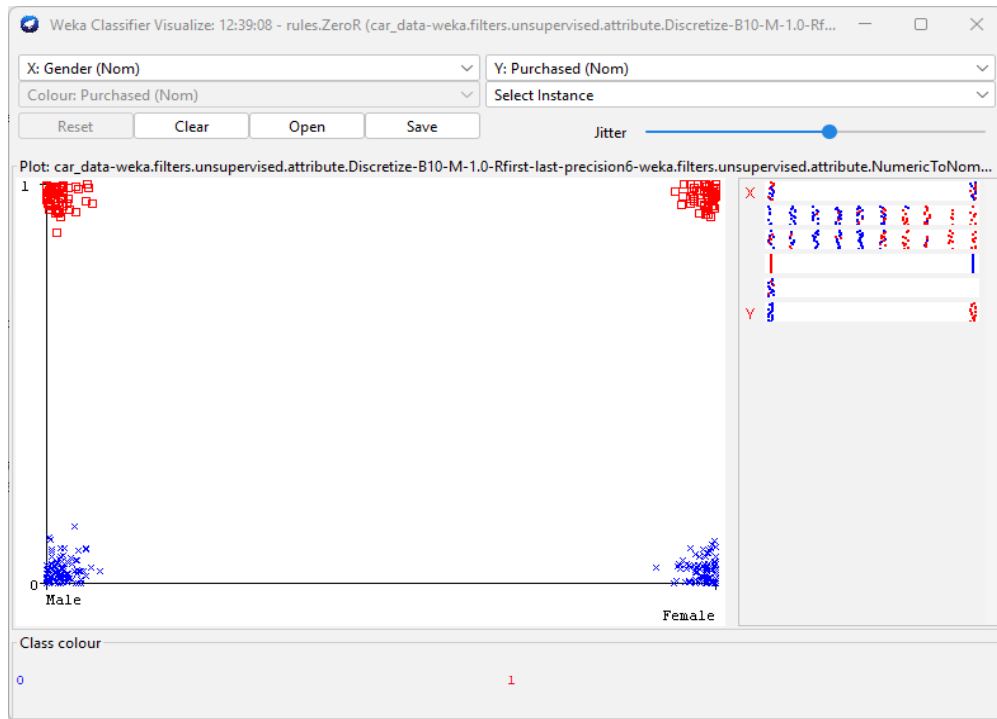 Weka Classifier Visualize: 12:39:08 - rules.ZeroR (car_data-weka.filters.unsupervised.attribute.Discretize-B10-M-1.0-Rf...
X: Gender (Nom) Y: Purchased (Nom)
Colour: Purchased (Nom) Select Instance
Reset Clear Open Save Jitter
Plot: car_data-weka.filters.unsupervised.attribute.Discretize-B10-M-1.0-Rfirst-last-precision6-weka.filters.unsupervised.attribute.NumericToNom...
1 X
Y
0
Male
Female
Class colour
0 1